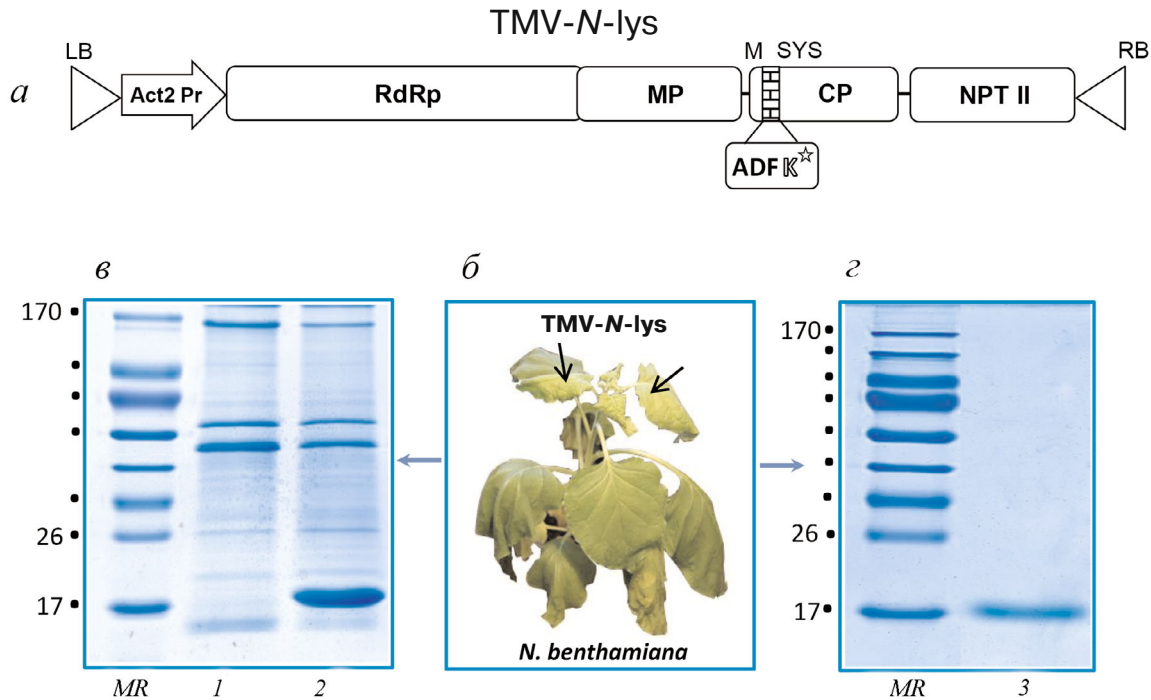 TMV-N-lys
LB
M SYS
RB
а
Act2 Pr
RdRp
MP
CP
NPT II
ADF 𝕂☆
в
б
г
170
26
17
MR 1 2
TMV-N-lys
N. benthamiana
170
26
17
MR 3